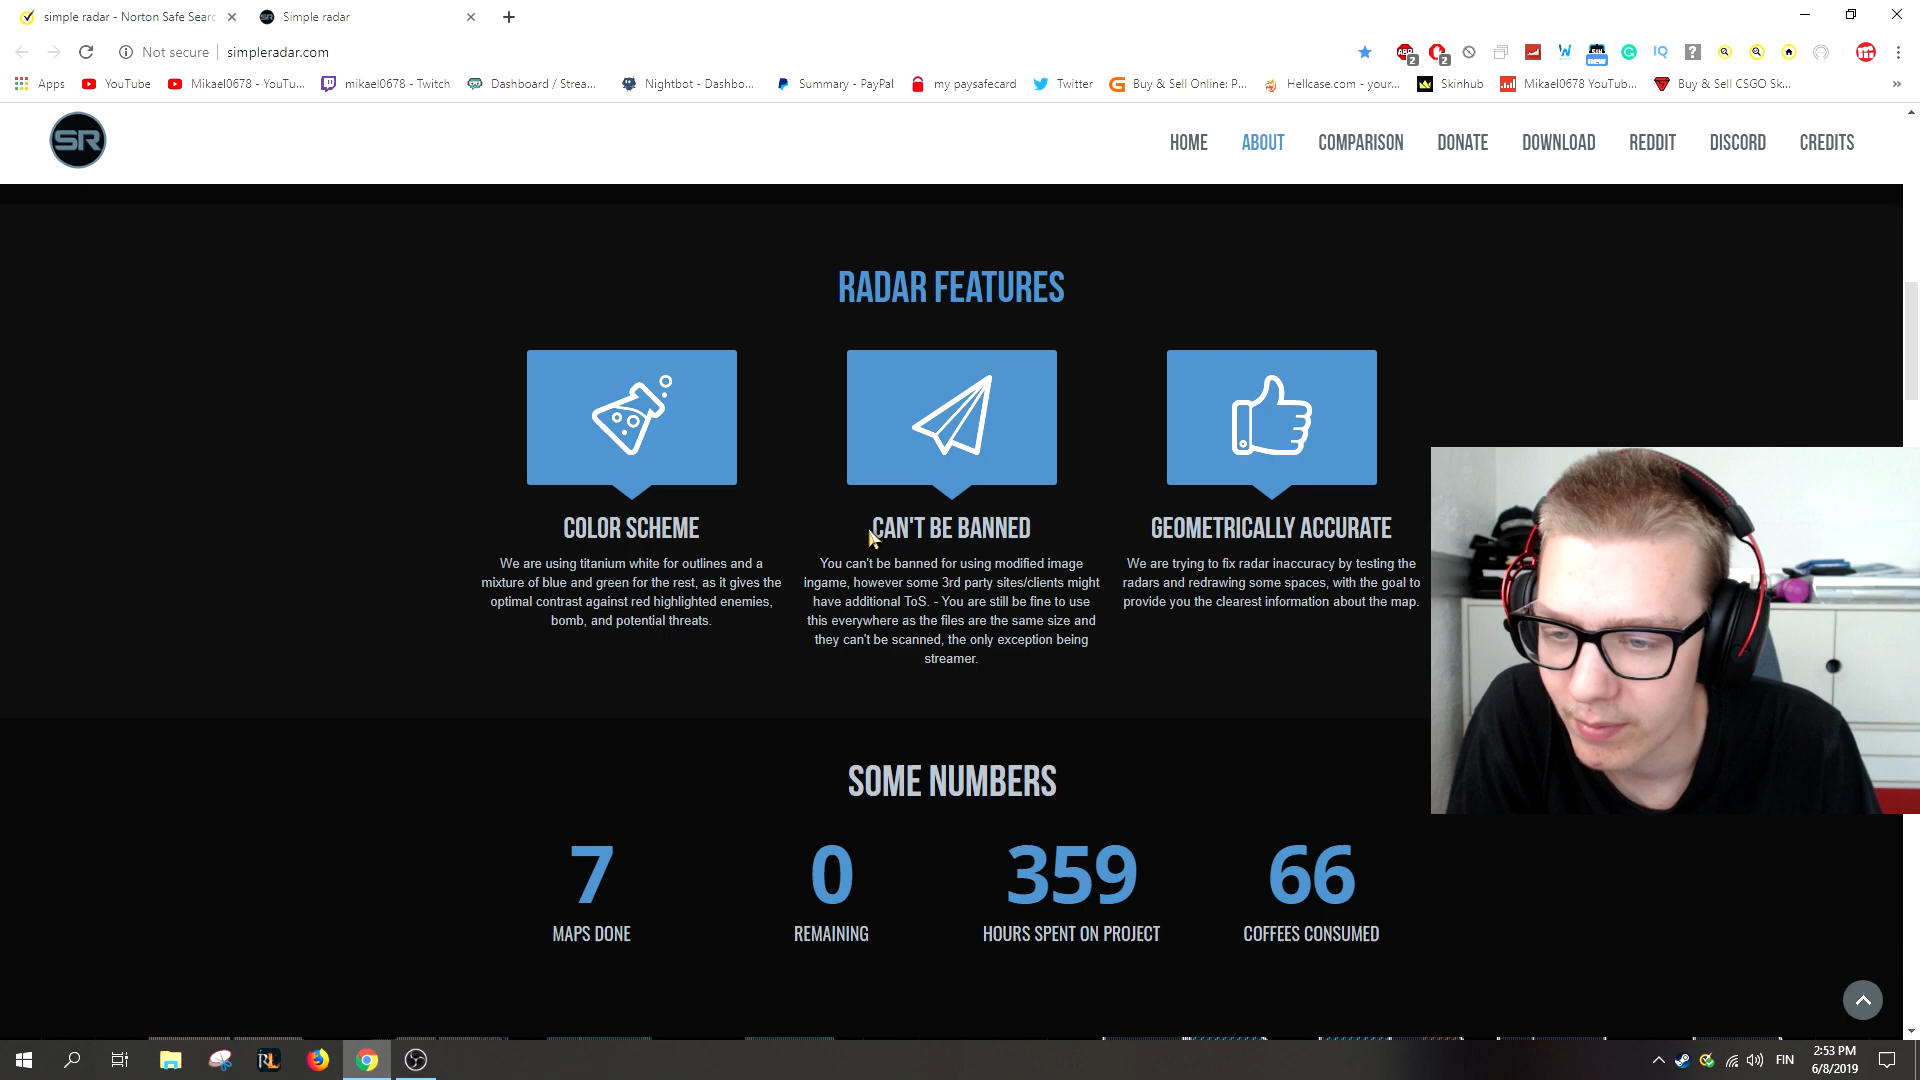 simple radar - Norton Safe Searc
Simple radar
Not secure
simpleradar.com
2
2
new
IQ
Apps
YouTube
Mikael0678 - YouTu...
mikael0678 - Twitch
Dashboard / Strea...
Nightbot - Dashbo...
Summary - PayPal
my paysafecard
Twitter
Buy & Sell Online: P...
Hellcase.com - your...
Skinhub
Mikael0678 YouTub...
Buy & Sell CSGO Sk...
SR
HOME
ABOUT
COMPARISON
DONATE
DOWNLOAD
REDDIT
DISCORD
CREDITS
RADAR FEATURES
COLOR SCHEME
We are using titanium white for outlines and a
mixture of blue and green for the rest, as it gives the
optimal contrast against red highlighted enemies,
bomb, and potential threats.
CAN'T BE BANNED
You can't be banned for using modified image
ingame, however some 3rd party sites/clients might
have additional ToS. - You are still be fine to use
this everywhere as the files are the same size and
they can't be scanned, the only exception being
streamer.
GEOMETRICALLY ACCURATE
We are trying to fix radar inaccuracy by testing the
radars and redrawing some spaces, with the goal to
provide you the clearest information about the map.
SOME NUMBERS
7
MAPS DONE
0
REMAINING
359
HOURS SPENT ON PROJECT
66
COFFEES CONSUMED
FIN
2:53 PM
6/8/2019